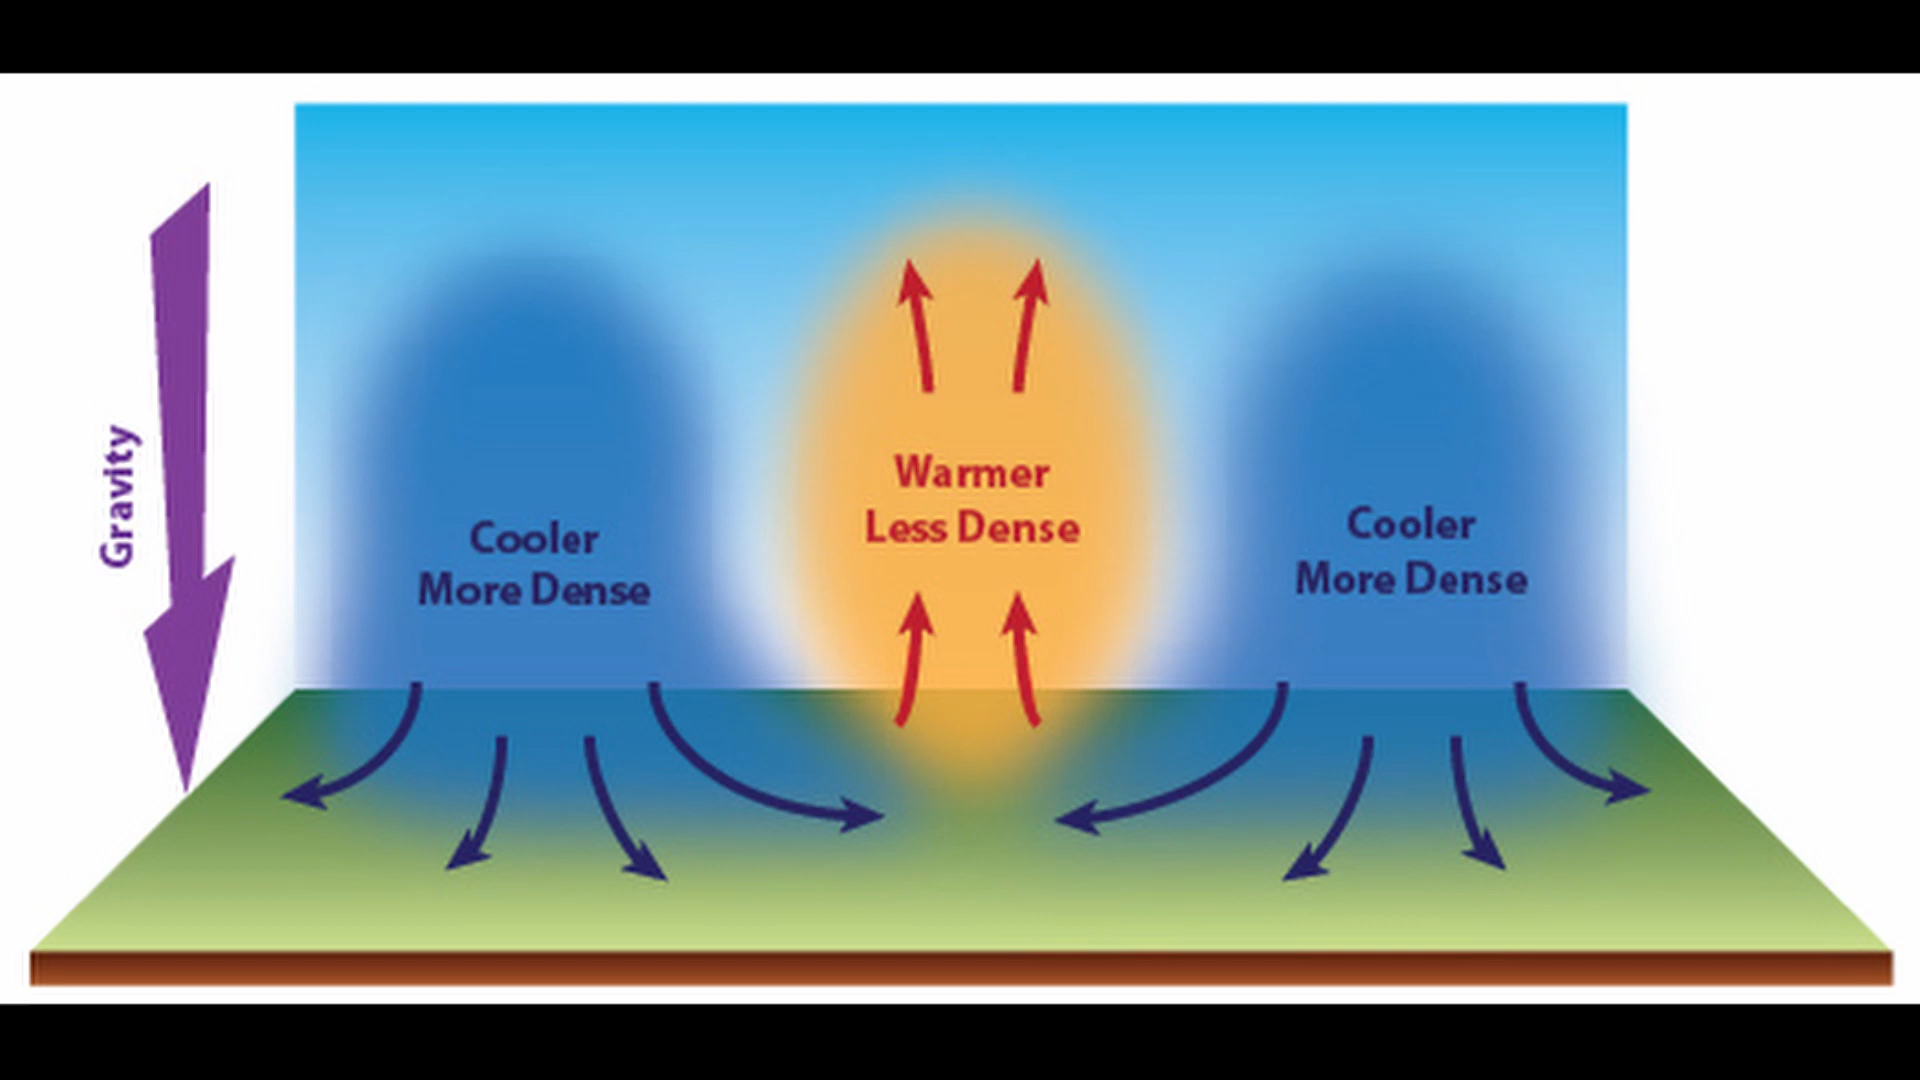 Gravity
Cooler
More Dense
Warmer
Less Dense
Cooler
More Dense